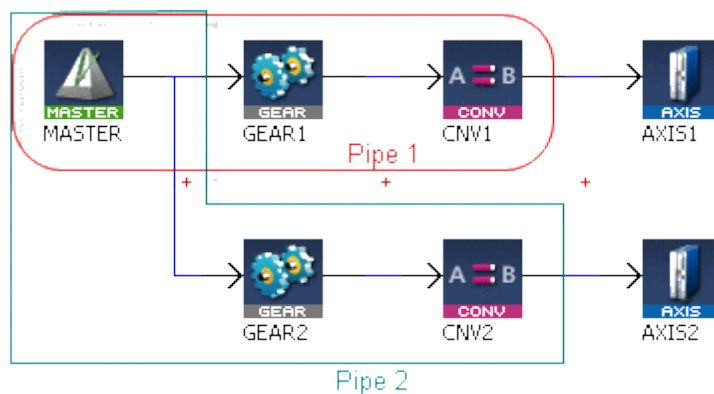 MASTER
MASTER
GEAR
GEAR1
A B
CONV
CNV1
AXIS
AXIS1
Pipe 1
GEAR
GEAR2
A B
CONV
CNV2
AXIS
AXIS2
Pipe 2